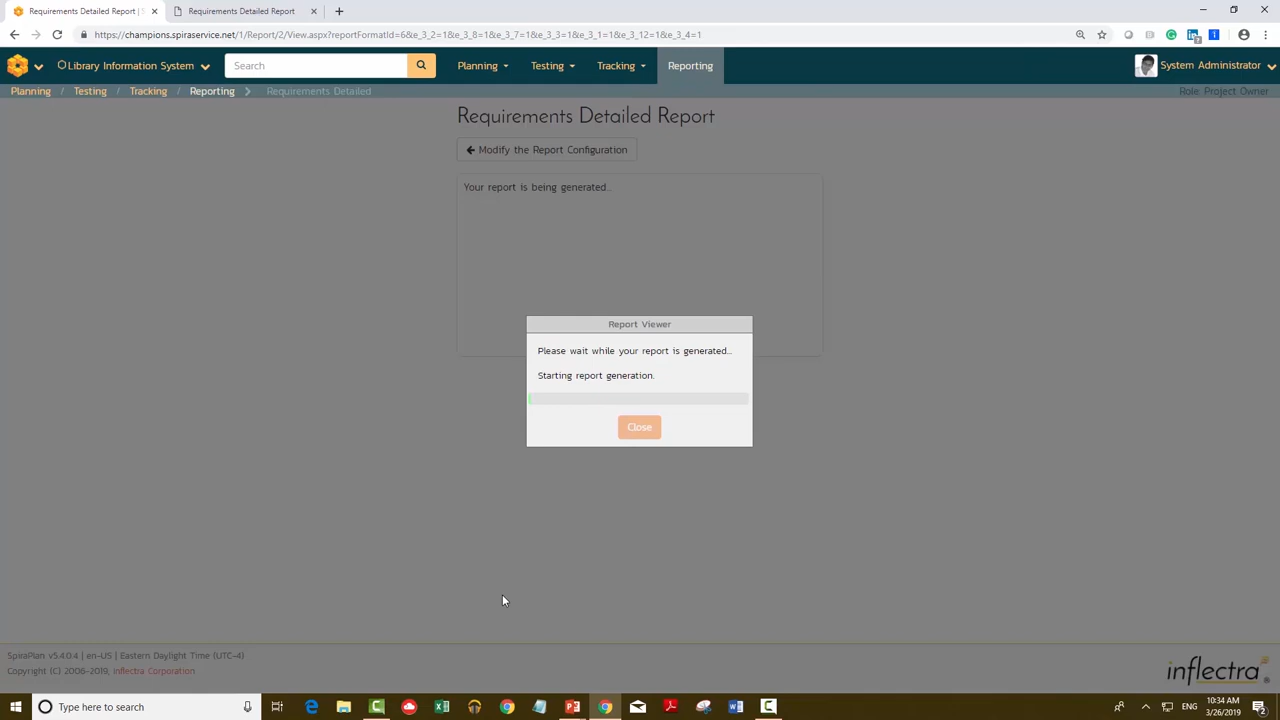 Requirements Detailed Report | S
Requirements Detailed Report
https://champions.spiraservice.net/1/Report/2/View.aspx?reportFormatId=6&e_3_2=1&e_3_8=1&e_3_7=1&e_3_3=1&e_3_1=1&e_3_12=1&e_3_4=1
Library Information System
Search
Planning
Testing
Tracking
Reporting
System Administrator
Planning / Testing / Tracking / Reporting > Requirements Detailed
Role: Project Owner
Requirements Detailed Report
Modify the Report Configuration
Your report is being generated...
Report Viewer
Please wait while your report is generated...
Starting report generation.
Close
SpiraPlan v5.4.0.4 | en-US | Eastern Daylight Time (UTC-4)
Copyright (C) 2006-2019, Inflectra Corporation
inflectra
Type here to search
ENG
10:34 AM
3/26/2019